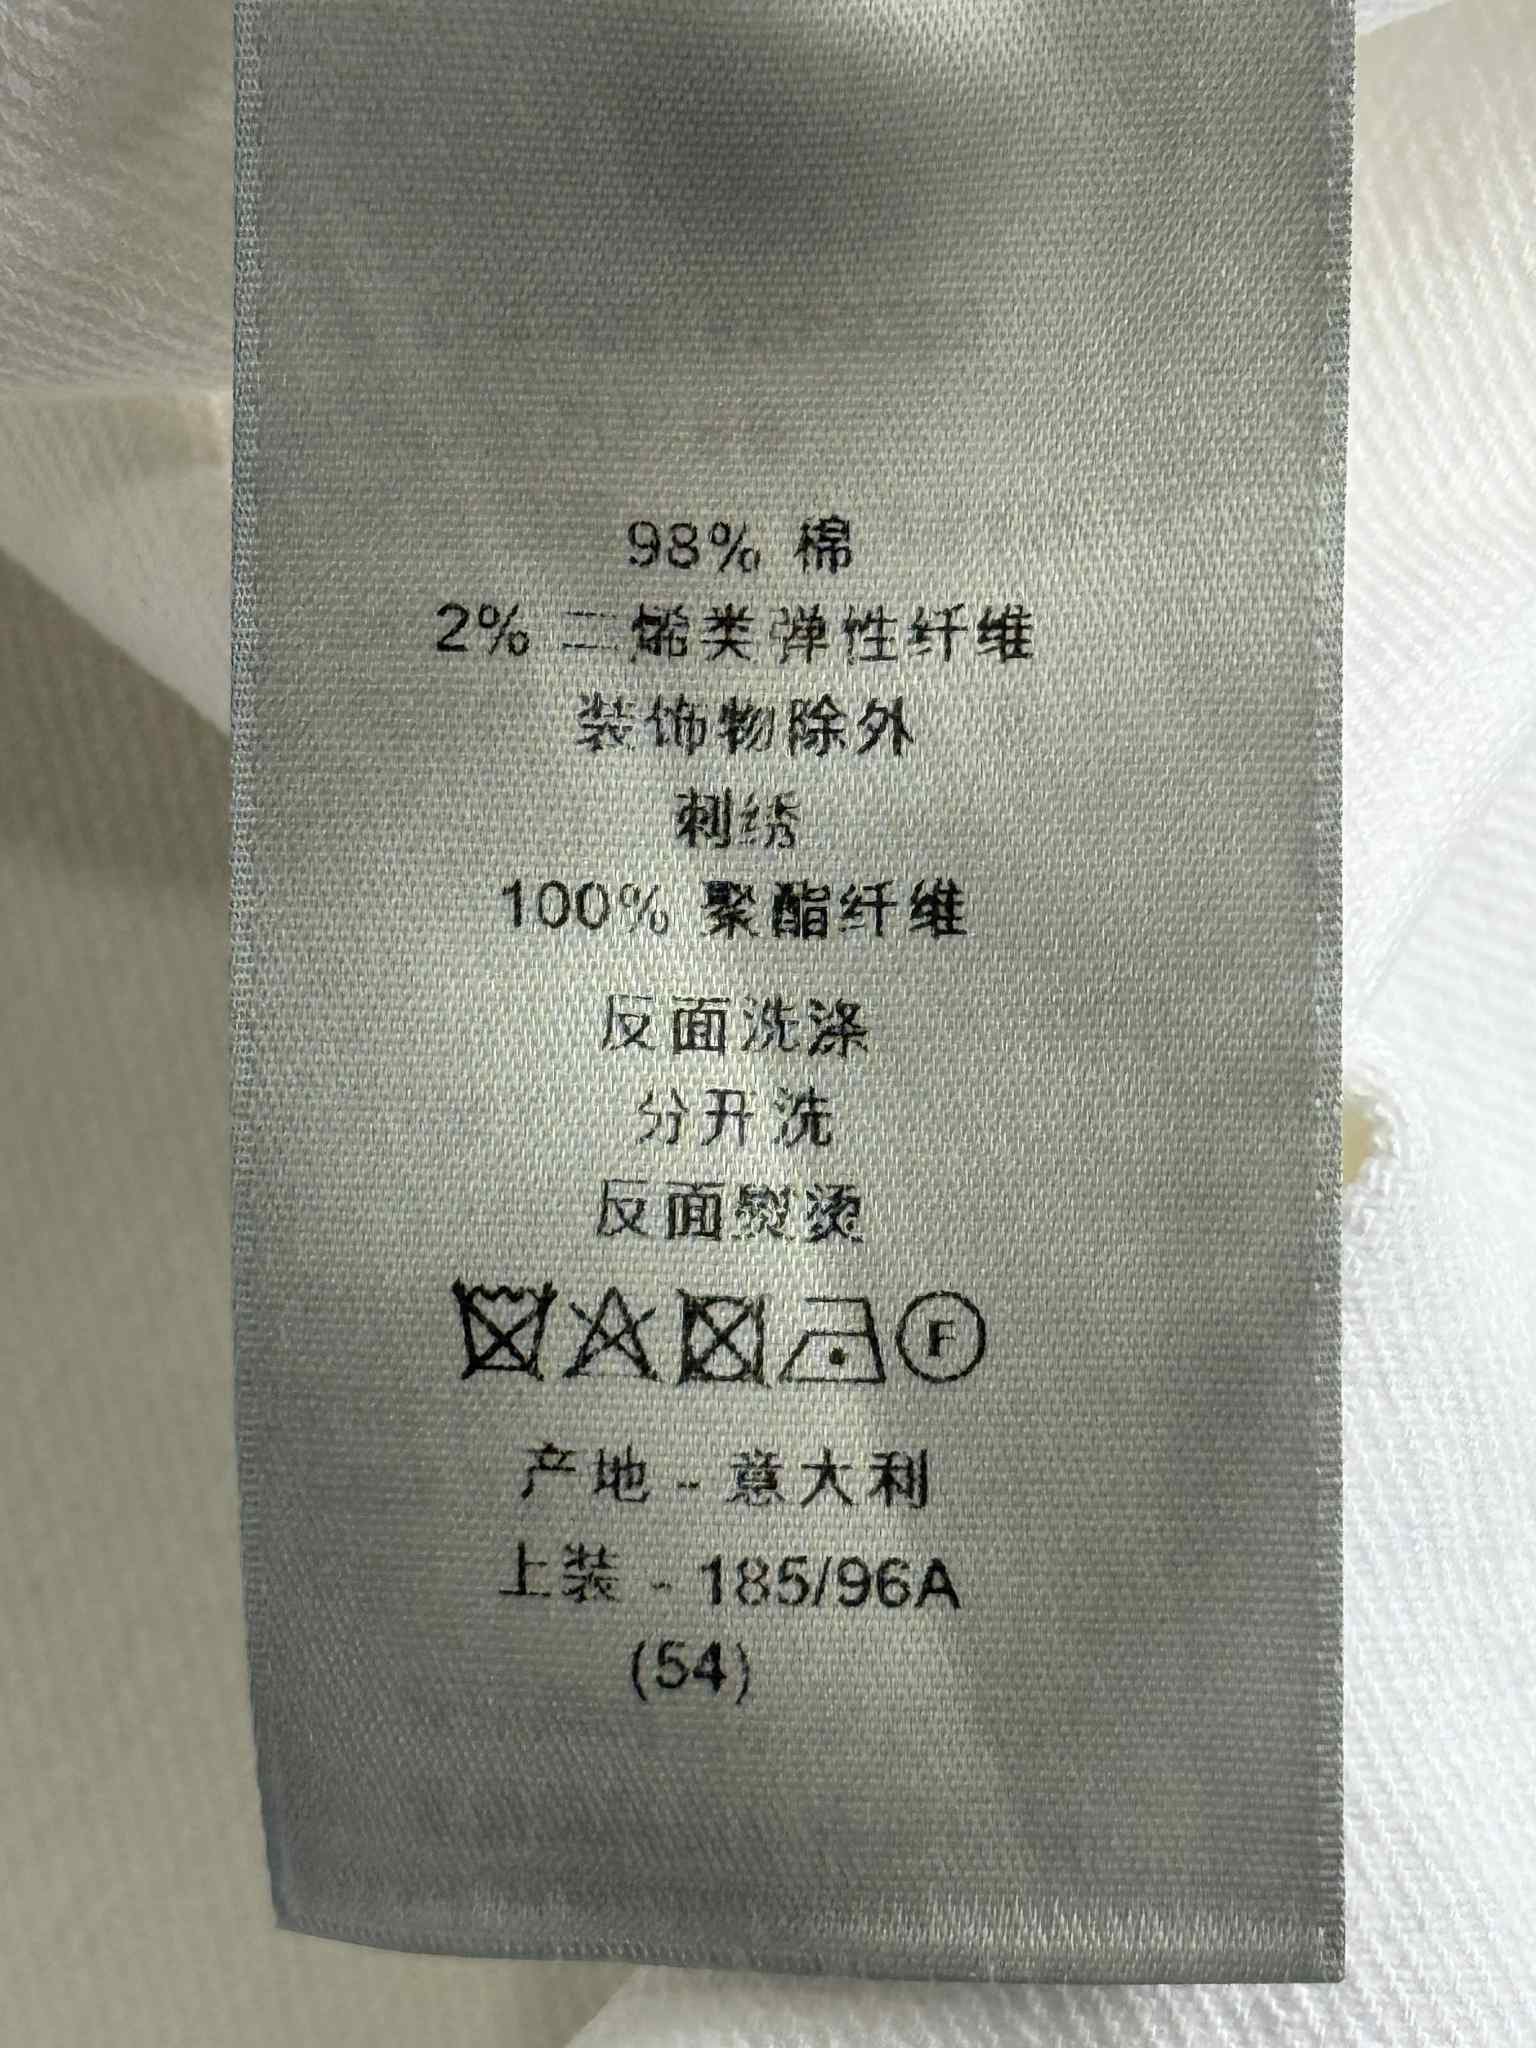 98% 棉
2% 二烯类弹性纤维
装饰物除外
刺绣
100% 聚酯纤维
反面洗涤
分开洗
反面熨烫
F
产地 - 意大利
上装 - 185/96A
(54)